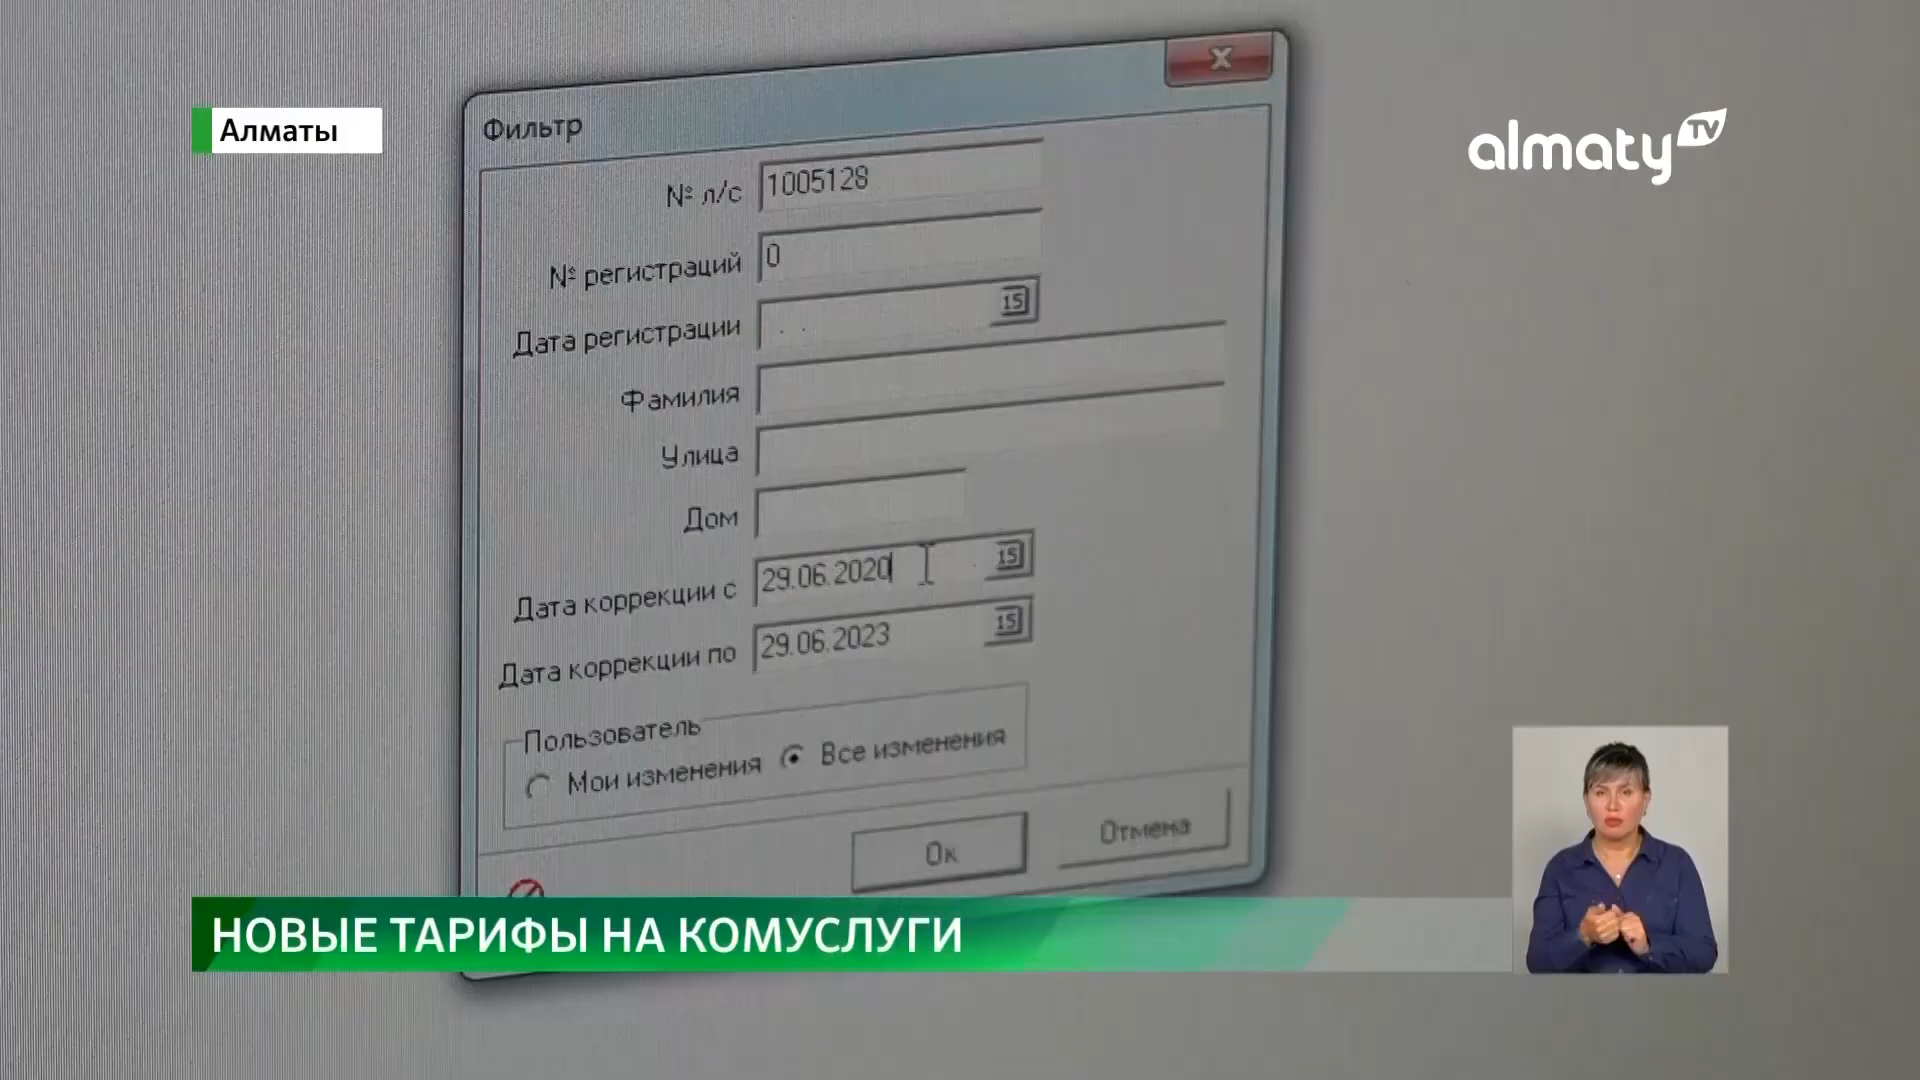 Алматы
almaty TV
Фильтр
№ л/с 1005128
№ регистраций 0
Дата регистрации . . 15
Фамилия
Улица
Дом
Дата коррекции с 29.06.2020 15
Дата коррекции по 29.06.2023 15
Пользователь
Мои изменения Все изменения
Ок Отмена
НОВЫЕ ТАРИФЫ НА КОМУСЛУГИ